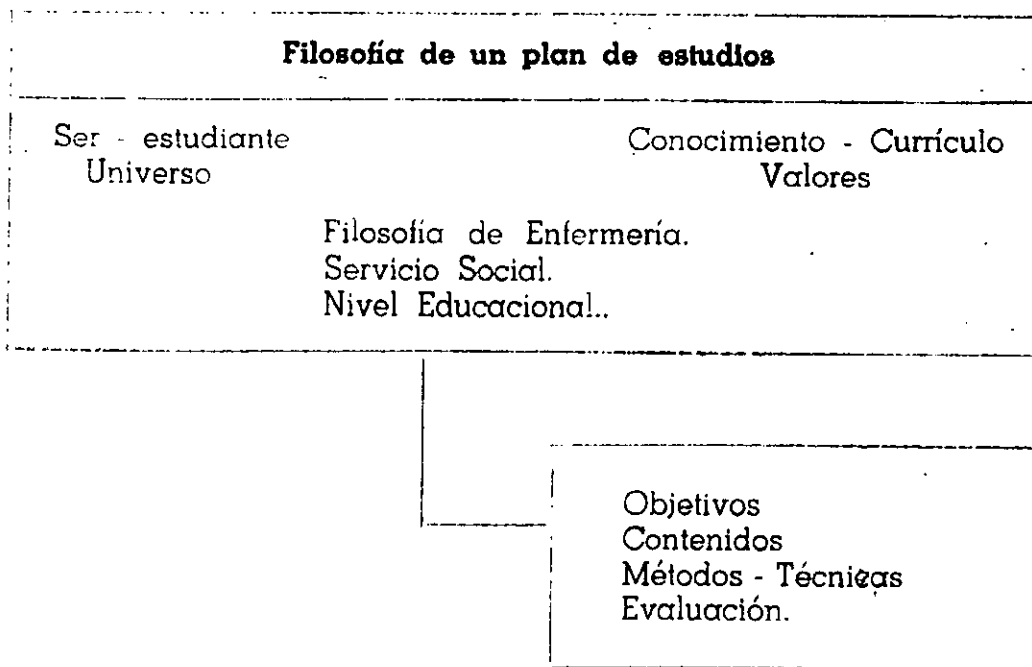 Filosofía de un plan de estudios
Ser - estudiante
Universo
Conocimiento - Currículo
Valores
Filosofía de Enfermería.
Servicio Social.
Nivel Educacional..
Objetivos
Contenidos
Métodos - Técnicas
Evaluación.